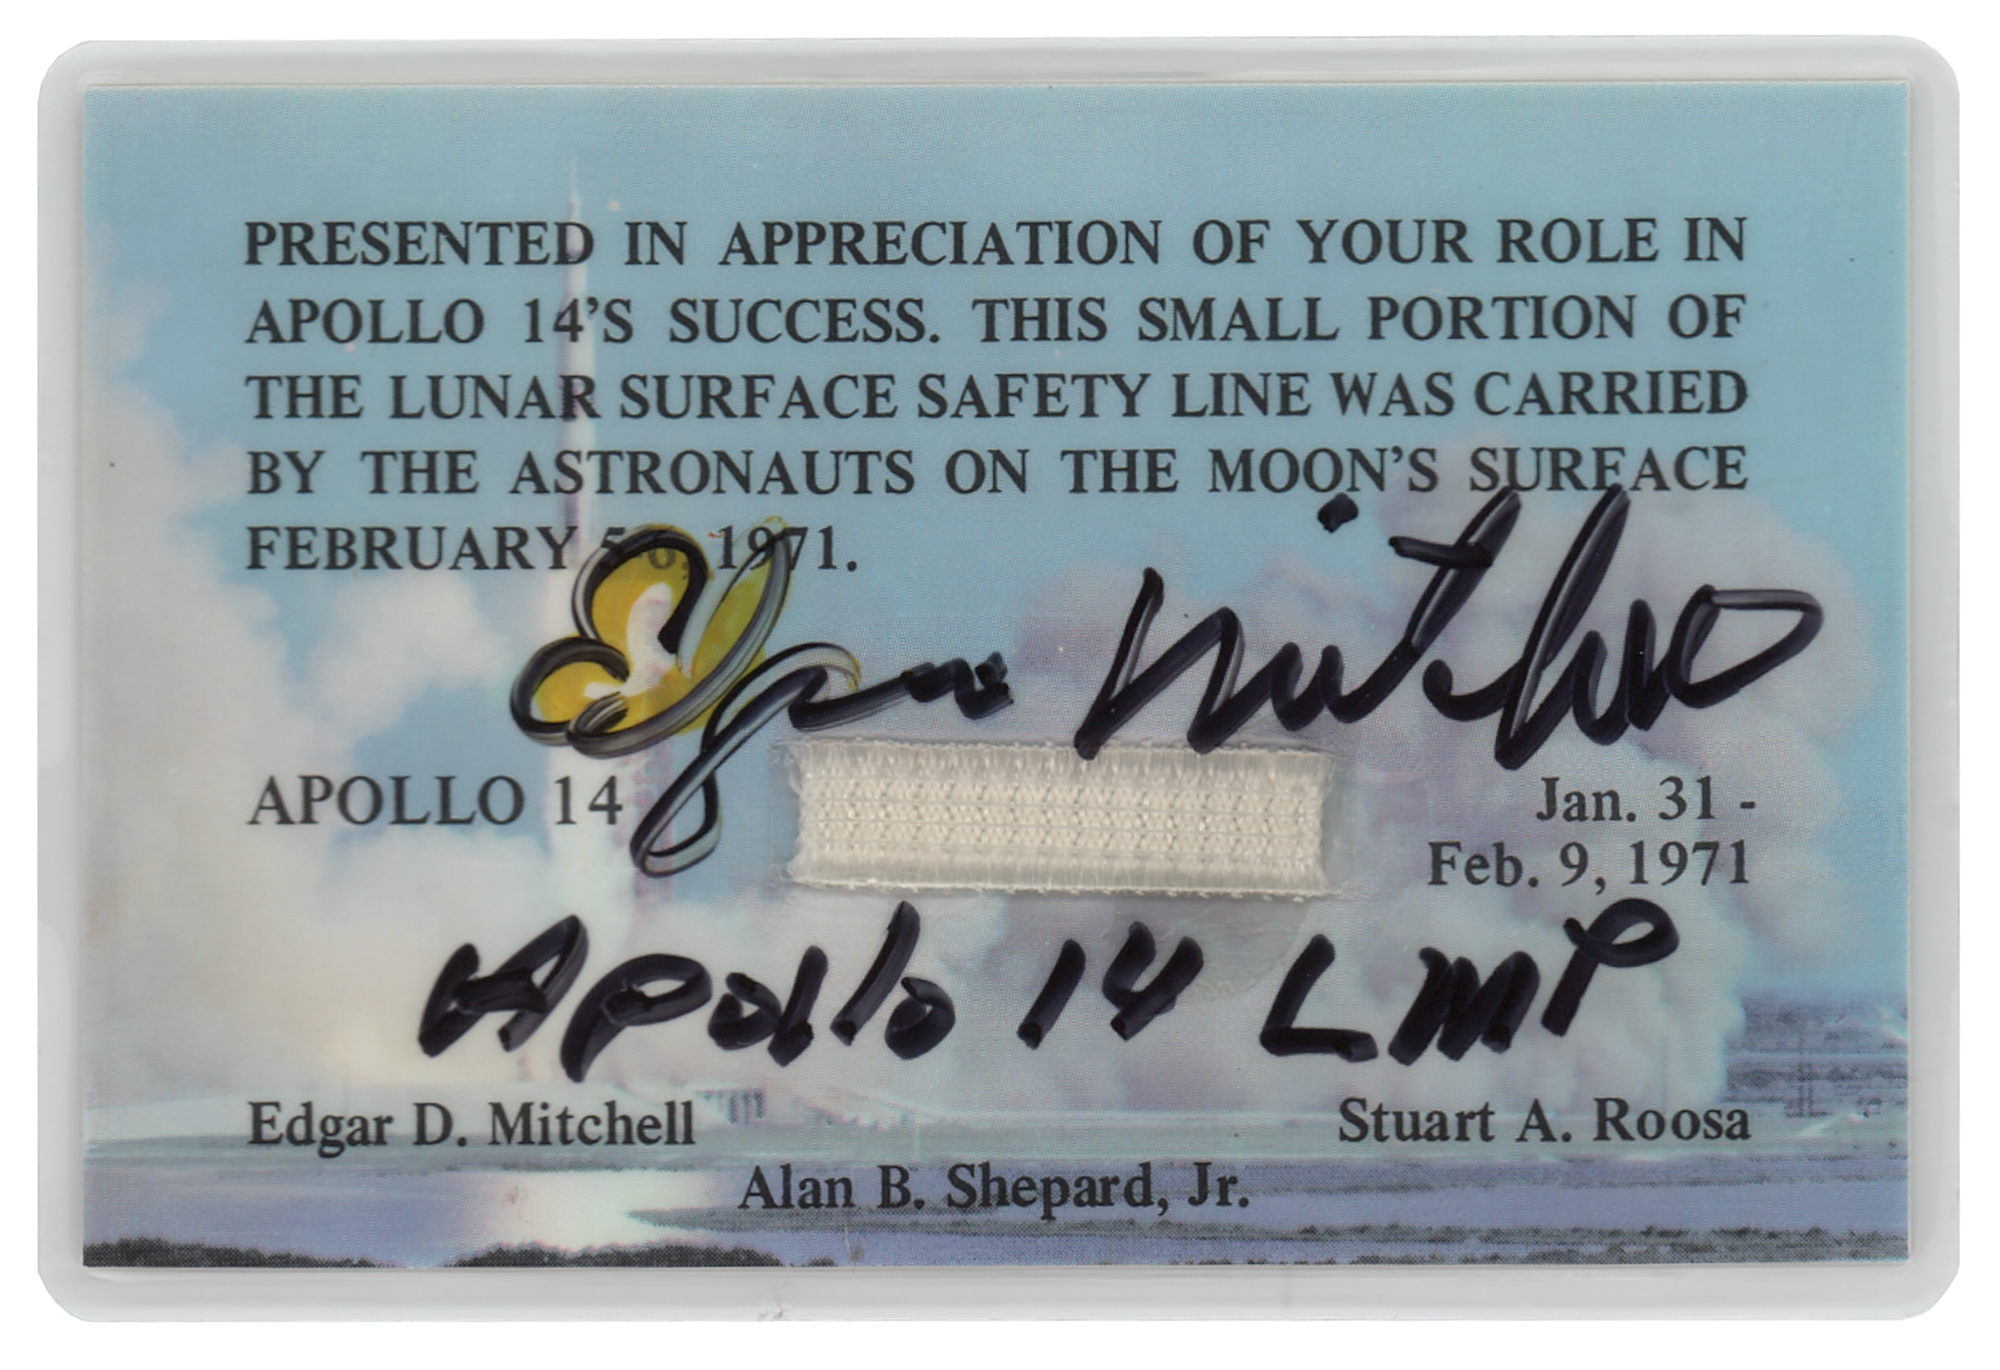 PRESENTED IN APPRECIATION OF YOUR ROLE IN
APOLLO 14'S SUCCESS. THIS SMALL PORTION OF
THE LUNAR SURFACE SAFETY LINE WAS CARRIED
BY THE ASTRONAUTS ON THE MOON'S SURFACE
FEBRUARY 5-6, 1971.
Edgar Mitchell
APOLLO 14
Jan. 31 -
Feb. 9, 1971
Apollo 14 LMP
Edgar D. Mitchell
Stuart A. Roosa
Alan B. Shepard, Jr.